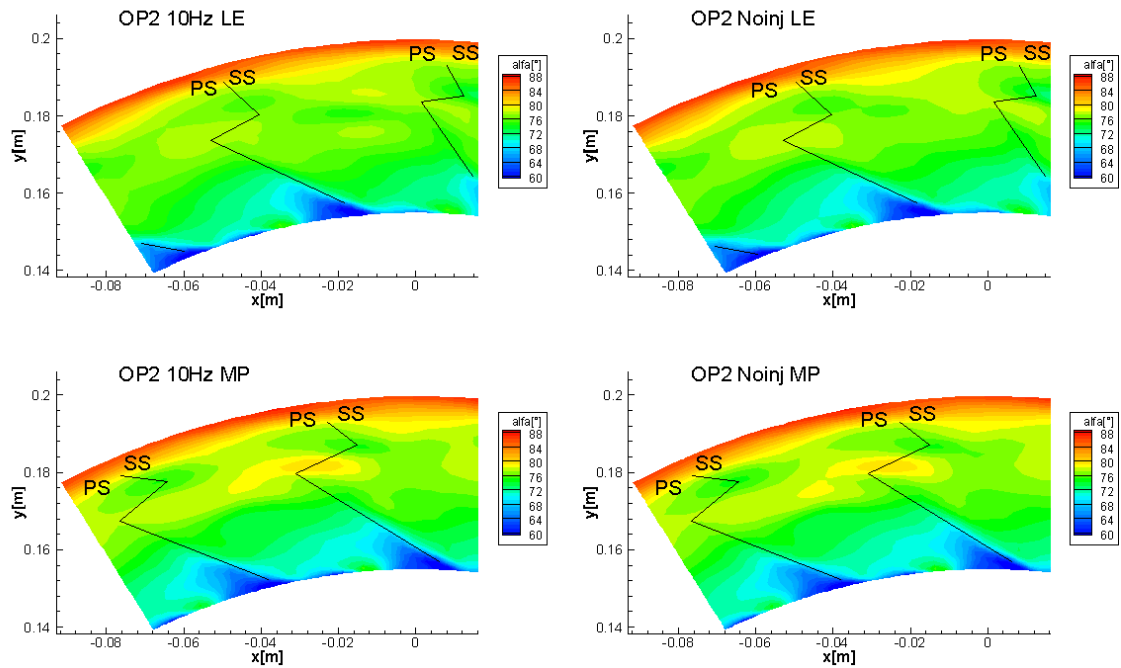 OP2 10Hz LE
0.2
0.18
0.16
0.14
y[m]
-0.08
-0.06
-0.04
-0.02
0
x[m]
PS
SS
PS
SS
alfa[°]
88
84
80
76
72
68
64
60
OP2 Noinj LE
0.2
0.18
0.16
0.14
y[m]
-0.08
-0.06
-0.04
-0.02
0
x[m]
PS
SS
PS
SS
alfa[°]
88
84
80
76
72
68
64
60
OP2 10Hz MP
0.2
0.18
0.16
0.14
y[m]
-0.08
-0.06
-0.04
-0.02
0
x[m]
SS
PS
PS
SS
alfa[°]
88
84
80
76
72
68
64
60
OP2 Noinj MP
0.2
0.18
0.16
0.14
y[m]
-0.08
-0.06
-0.04
-0.02
0
x[m]
SS
PS
PS
SS
alfa[°]
88
84
80
76
72
68
64
60